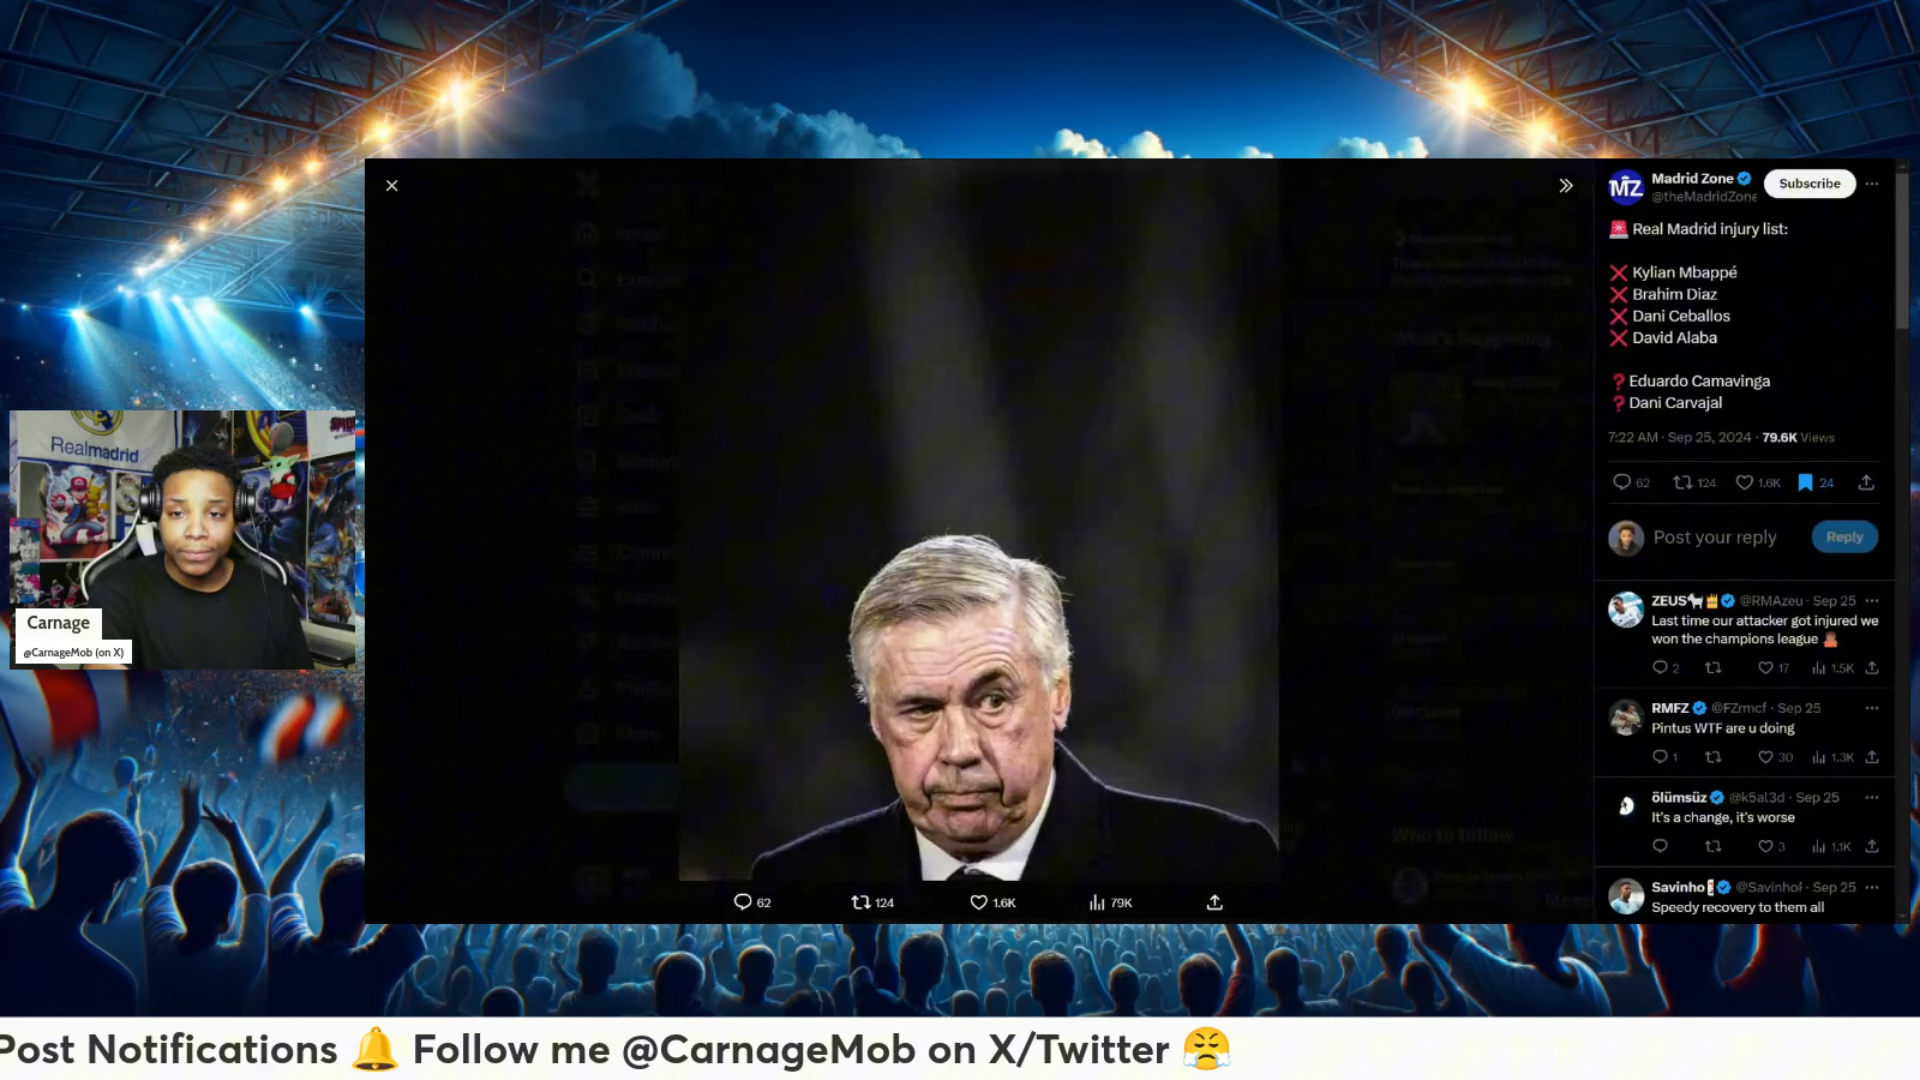 Madrid Zone
@theMadridZone
Subscribe
Real Madrid injury list:
❌ Kylian Mbappé
❌ Brahim Diaz
❌ Dani Ceballos
❌ David Alaba
❓ Eduardo Camavinga
❓ Dani Carvajal
7:22 AM · Sep 25, 2024 · 79.6K Views
62 124 1.6K 24
Post your reply
Reply
ZEUS @RMAzeu · Sep 25
Last time our attacker got injured we
won the champions league
2 17 1.5K
RMFZ @FZrmcf · Sep 25
Pintus WTF are u doing
1 30 1.3K
ölümsüz @k5al3d · Sep 25
It's a change, it's worse
3 1.1K
Savinho @Savinhof · Sep 25
Speedy recovery to them all
62 124 1.6K 79K
Who to follow
Realmadrid
Carnage
@CarnageMob (on X)
Post Notifications 🔔 Follow me @CarnageMob on X/Twitter 😤